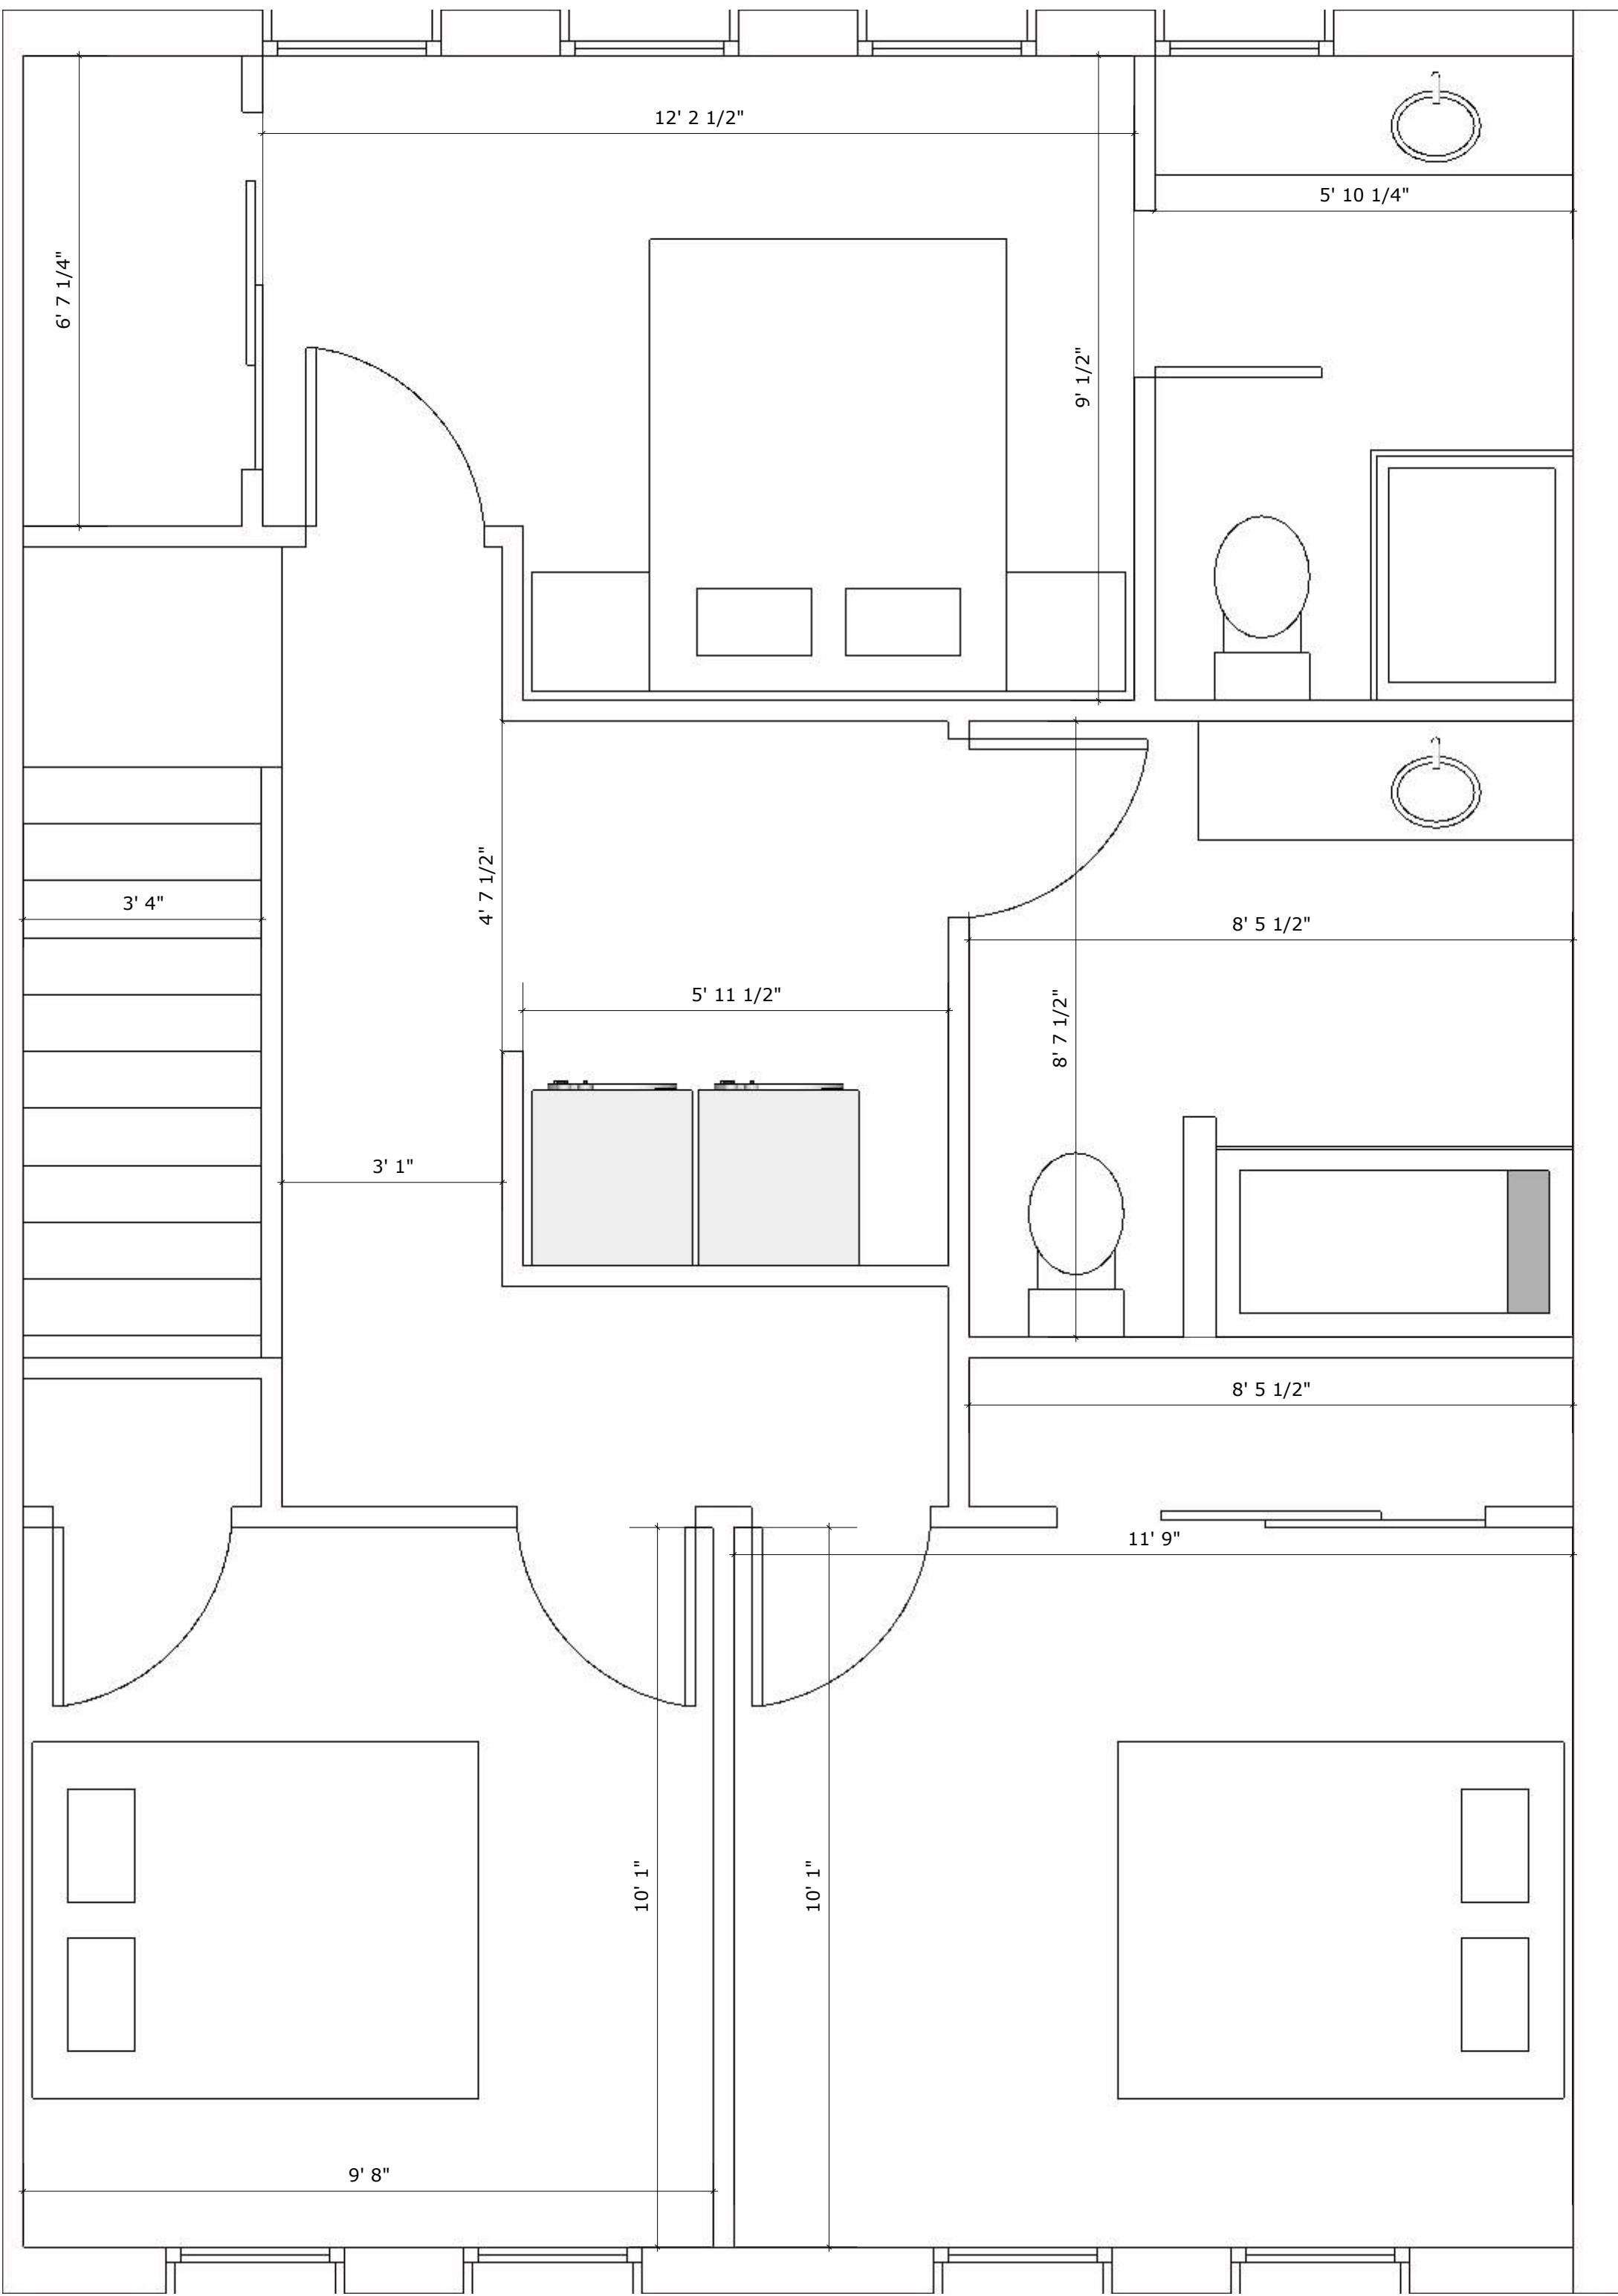 12' 2 1/2"
5' 10 1/4"
6' 7 1/4"
9' 1/2"
3' 4"
4' 7 1/2"
8' 5 1/2"
5' 11 1/2"
8' 7 1/2"
3' 1"
8' 5 1/2"
11' 9"
10' 1"
10' 1"
9' 8"